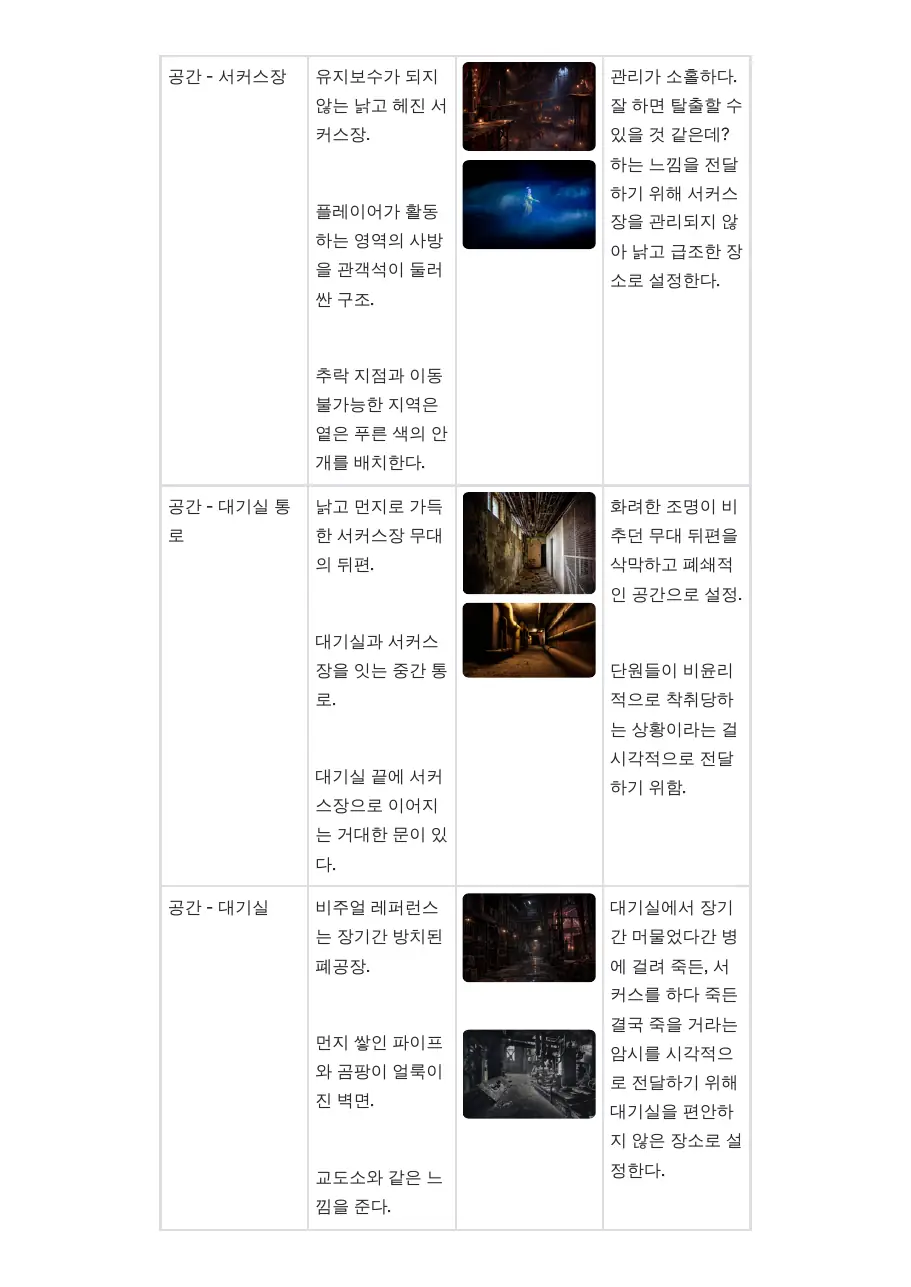 공간 - 서커스장
유지보수가 되지
않는 낡고 헤진 서
커스장.
플레이어가 활동
하는 영역의 사방
을 관객석이 둘러
싼 구조.
추락 지점과 이동
불가능한 지역은
옅은 푸른 색의 안
개를 배치한다.
관리가 소홀하다.
잘 하면 탈출할 수
있을 것 같은데?
하는 느낌을 전달
하기 위해 서커스
장을 관리되지 않
아 낡고 급조한 장
소로 설정한다.
공간 - 대기실 통
로
낡고 먼지로 가득
한 서커스장 무대
의 뒤편.
대기실과 서커스
장을 잇는 중간 통
로.
대기실 끝에 서커
스장으로 이어지
는 거대한 문이 있
다.
화려한 조명이 비
추던 무대 뒤편을
삭막하고 폐쇄적
인 공간으로 설정.
단원들이 비윤리
적으로 착취당하
는 상황이라는 걸
시각적으로 전달
하기 위함.
공간 - 대기실
비주얼 레퍼런스
는 장기간 방치된
폐공장.
먼지 쌓인 파이프
와 곰팡이 얼룩이
진 벽면.
교도소와 같은 느
낌을 준다.
대기실에서 장기
간 머물었다간 병
에 걸려 죽든, 서
커스를 하다 죽든
결국 죽을 거라는
암시를 시각적으
로 전달하기 위해
대기실을 편안하
지 않은 장소로 설
정한다.